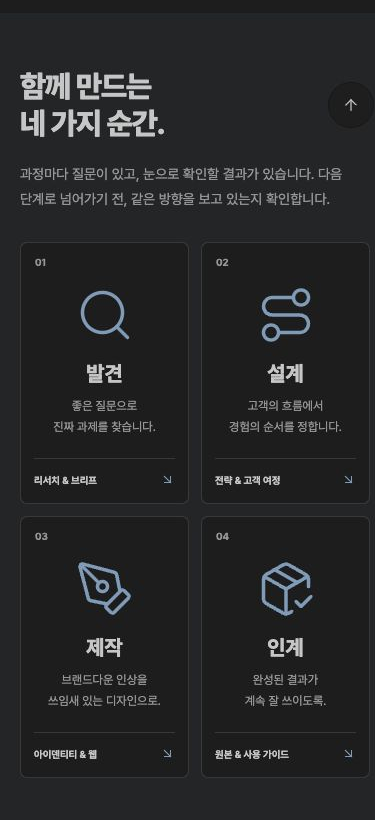 함께 만드는
네 가지 순간.
과정마다 질문이 있고, 눈으로 확인할 결과가 있습니다. 다음
단계로 넘어가기 전, 같은 방향을 보고 있는지 확인합니다.
01
발견
좋은 질문으로
진짜 과제를 찾습니다.
리서치 & 브리프
02
설계
고객의 흐름에서
경험의 순서를 정합니다.
전략 & 고객 여정
03
제작
브랜드다운 인상을
쓰임새 있는 디자인으로.
아이덴티티 & 웹
04
인계
완성된 결과가
계속 잘 쓰이도록.
원본 & 사용 가이드